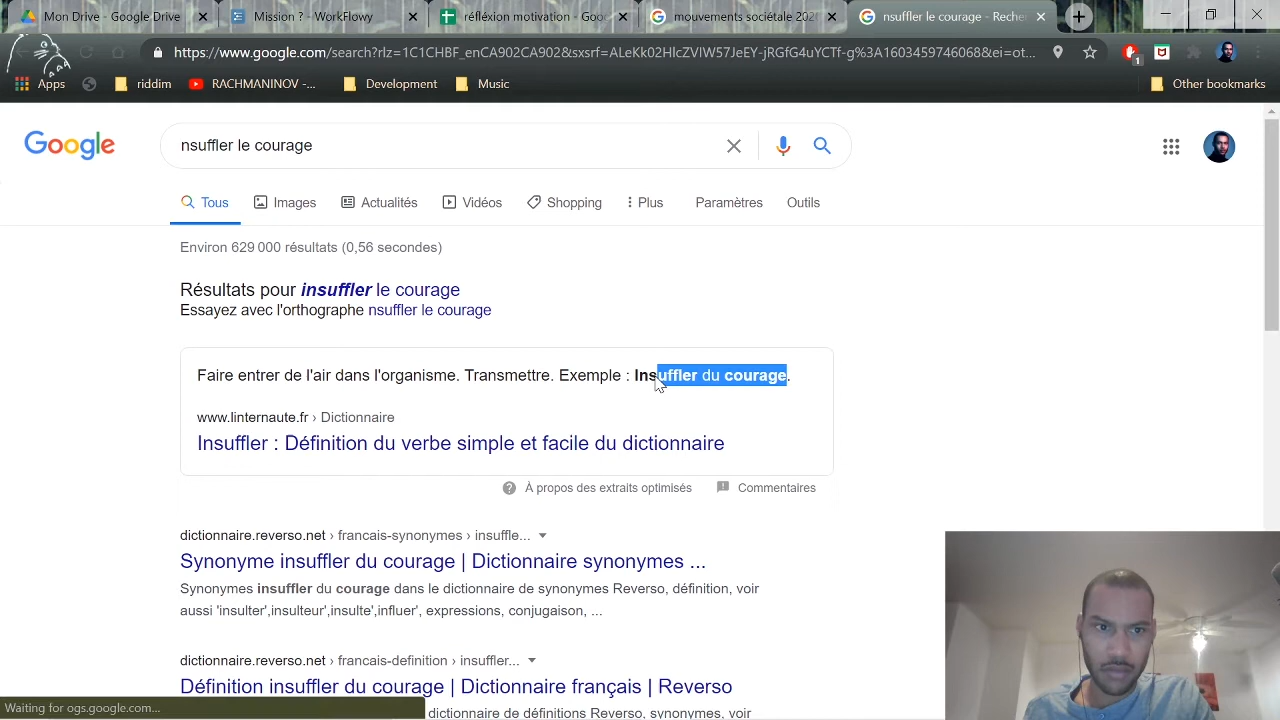 Mon Drive - Google Drive
Mission ? - WorkFlowy
réfléxion motivation - Goo
mouvements sociétale 202
nsuffler le courage - Reche
https://www.google.com/search?rlz=1C1CHBF_enCA902CA902&sxsrf=ALeKk02HlcZVIW57JeEY-jRGfG4uYCTf-g%3A1603459746068&ei=ot...
1
Apps
riddim
RACHMANINOV -...
Development
Music
Other bookmarks
Google
nsuffler le courage
Tous
Images
Actualités
Vidéos
Shopping
Plus
Paramètres
Outils
Environ 629 000 résultats (0,56 secondes)
Résultats pour insuffler le courage
Essayez avec l'orthographe nsuffler le courage
Faire entrer de l'air dans l'organisme. Transmettre. Exemple : Insuffler du courage.
www.linternaute.fr › Dictionnaire
Insuffler : Définition du verbe simple et facile du dictionnaire
À propos des extraits optimisés
Commentaires
dictionnaire.reverso.net › francais-synonymes › insuffle...
Synonyme insuffler du courage | Dictionnaire synonymes ...
Synonymes insuffler du courage dans le dictionnaire de synonymes Reverso, définition, voir
aussi 'insulter',insulteur',insulte',influer', expressions, conjugaison, ...
dictionnaire.reverso.net › francais-definition › insuffler...
Définition insuffler du courage | Dictionnaire français | Reverso
Waiting for ogs.google.com...
dictionnaire de définitions Reverso, synonymes, voir